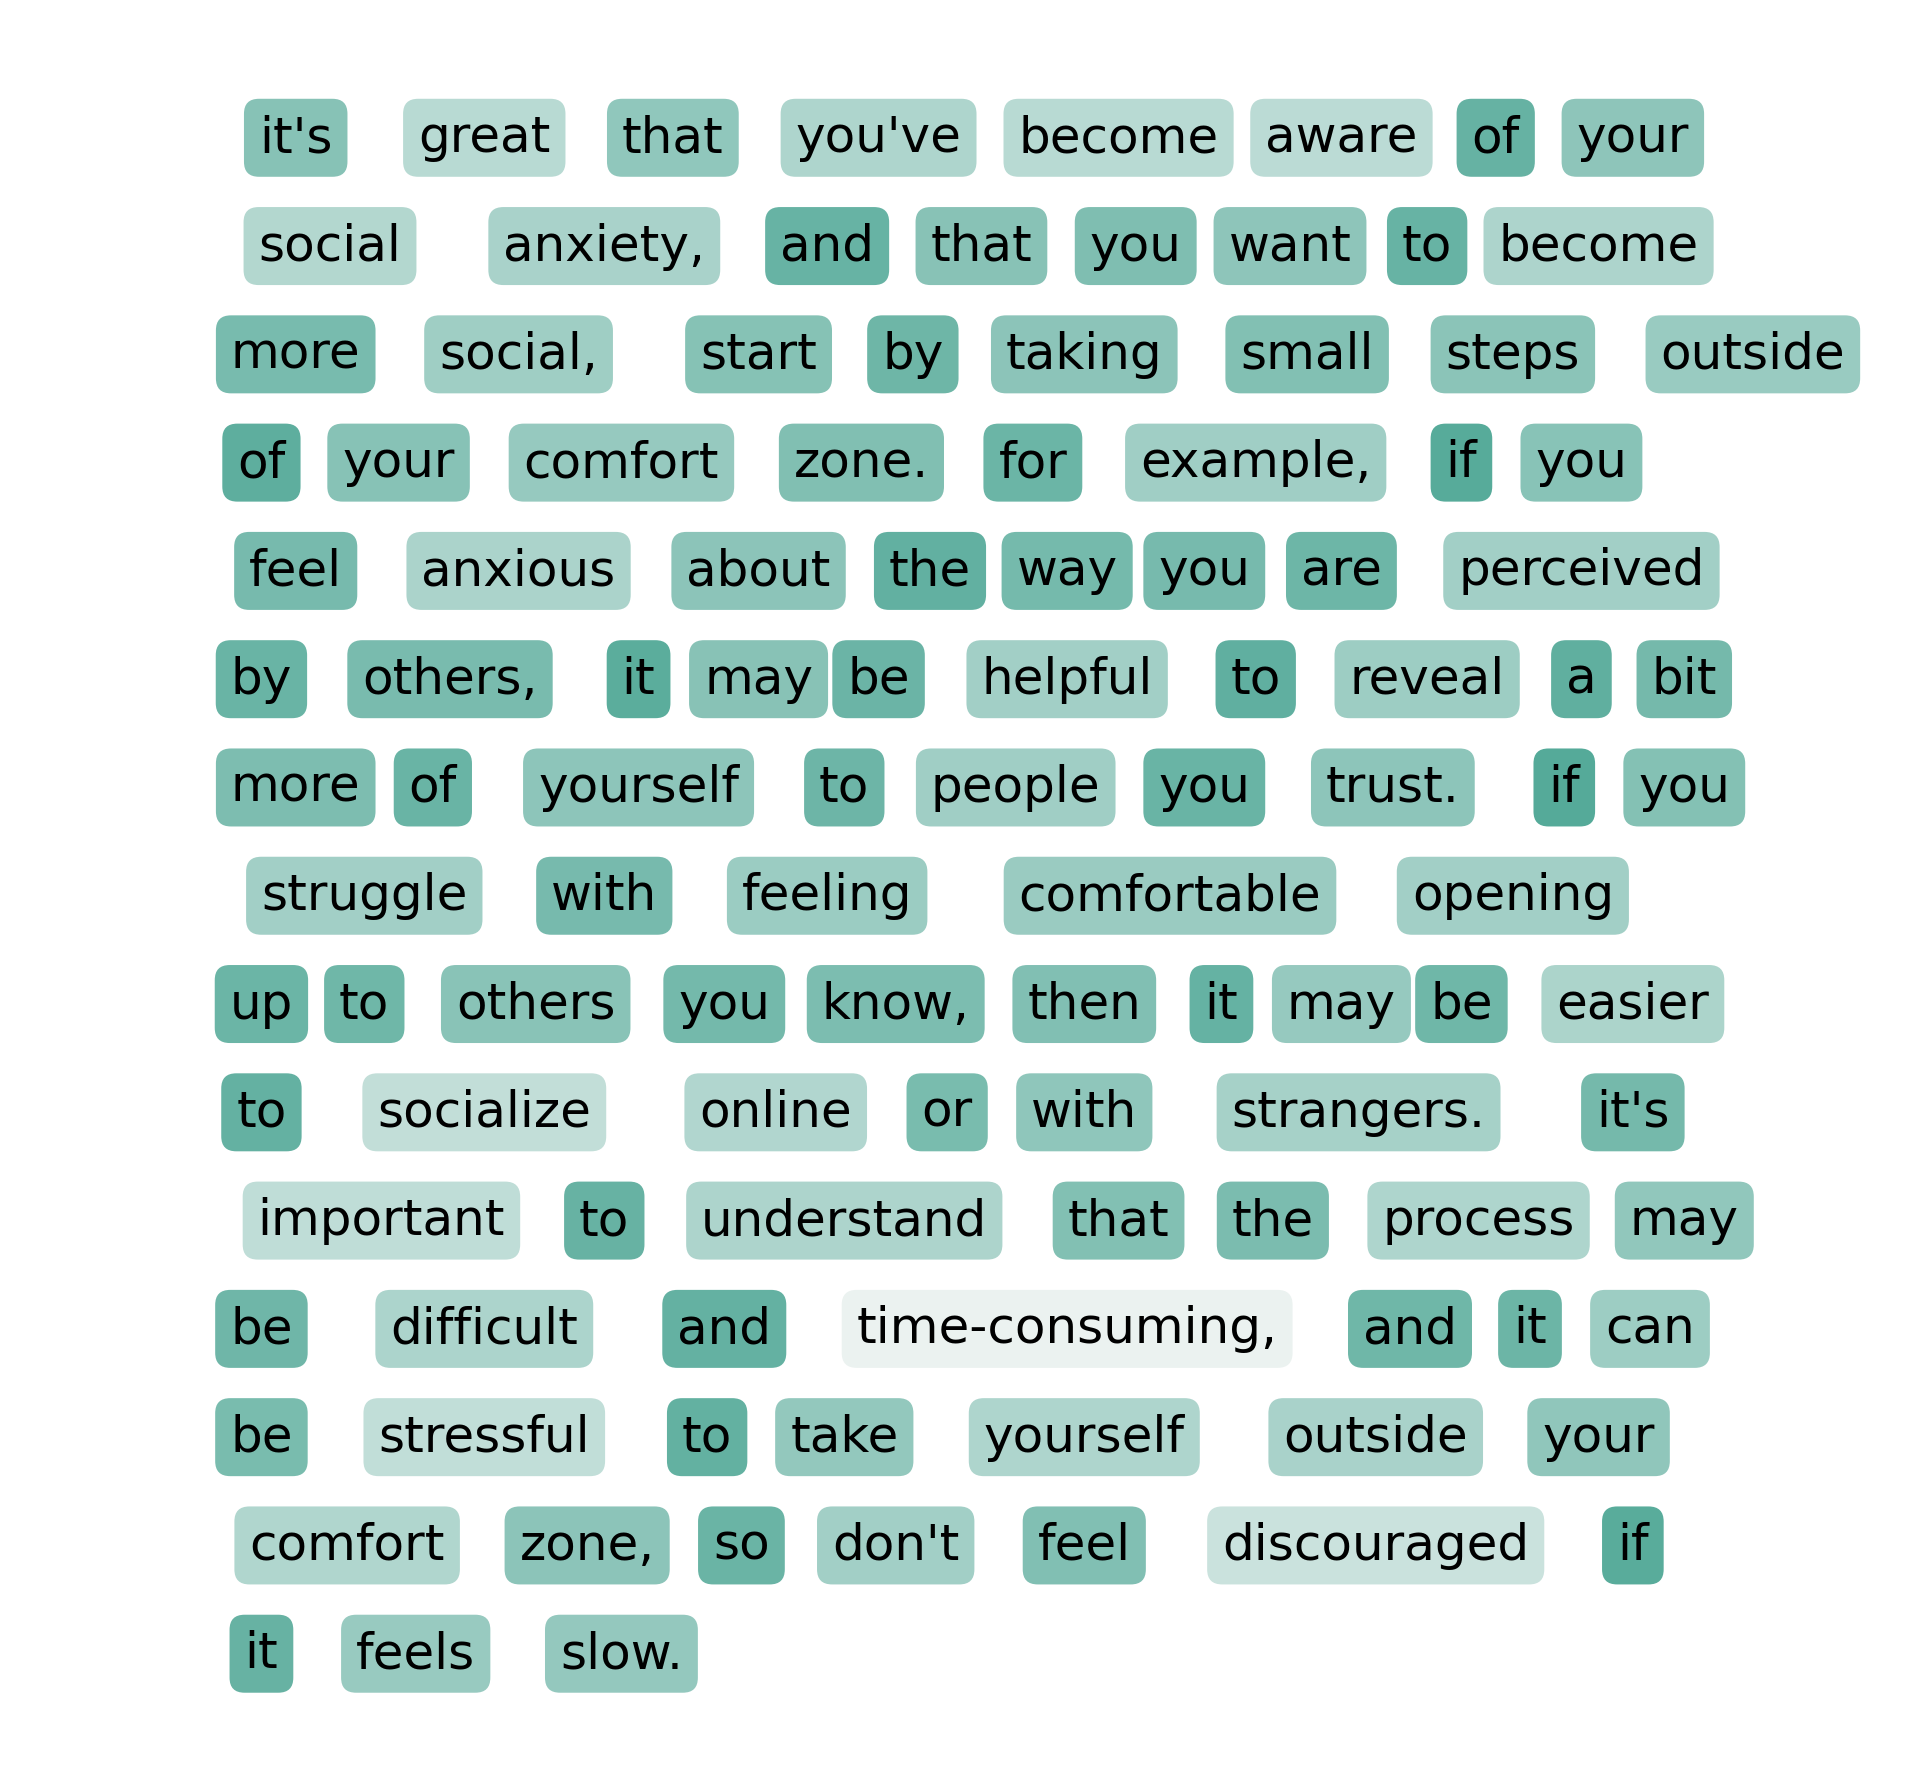 it's great that you've become aware of your
social anxiety, and that you want to become
more social, start by taking small steps outside
of your comfort zone. for example, if you
feel anxious about the way you are perceived
by others, it may be helpful to reveal a bit
more of yourself to people you trust. if you
struggle with feeling comfortable opening
up to others you know, then it may be easier
to socialize online or with strangers. it's
important to understand that the process may
be difficult and time-consuming, and it can
be stressful to take yourself outside your
comfort zone, so don't feel discouraged if
it feels slow.